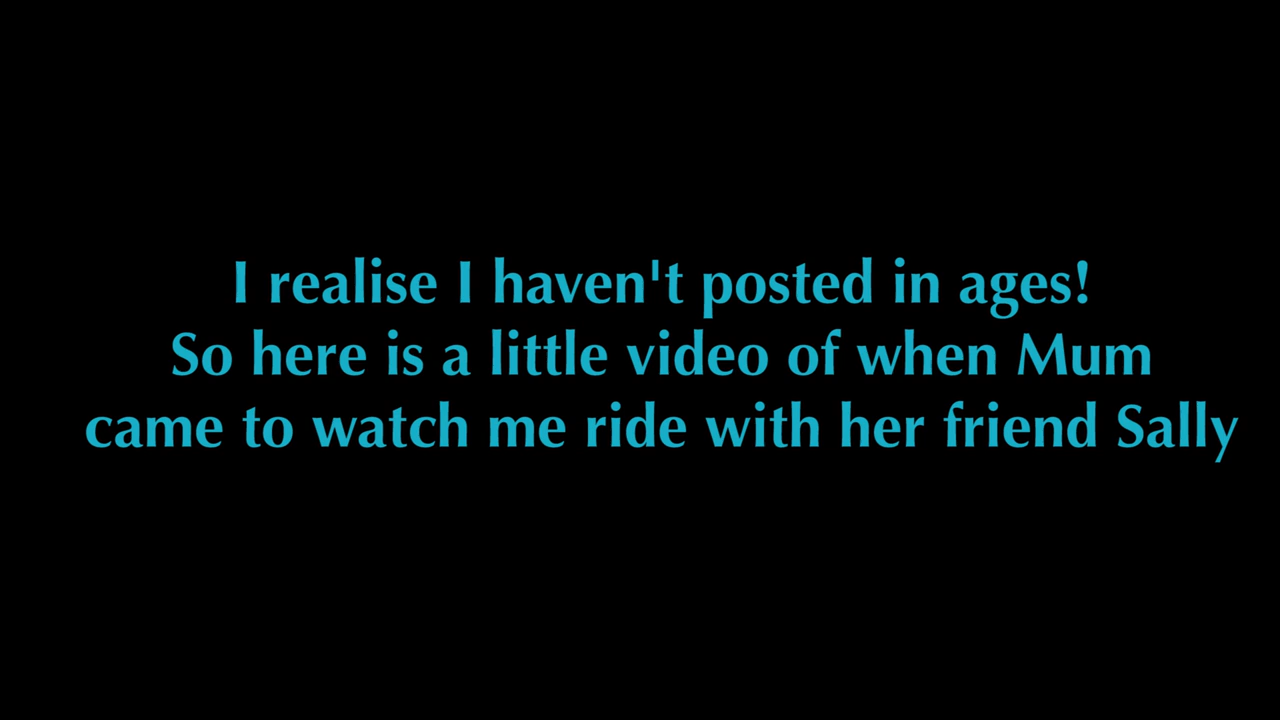 I realise I haven't posted in ages!
So here is a little video of when Mum
came to watch me ride with her friend Sally